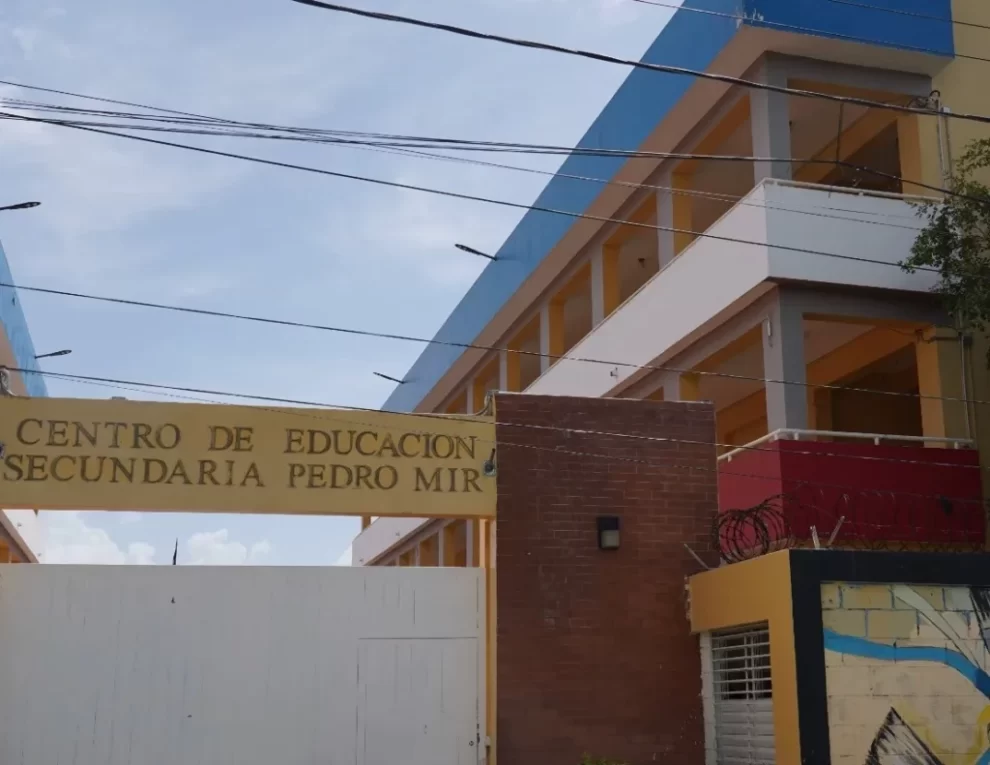 CENTRO DE EDUCACION
SECUNDARIA PEDRO MIR